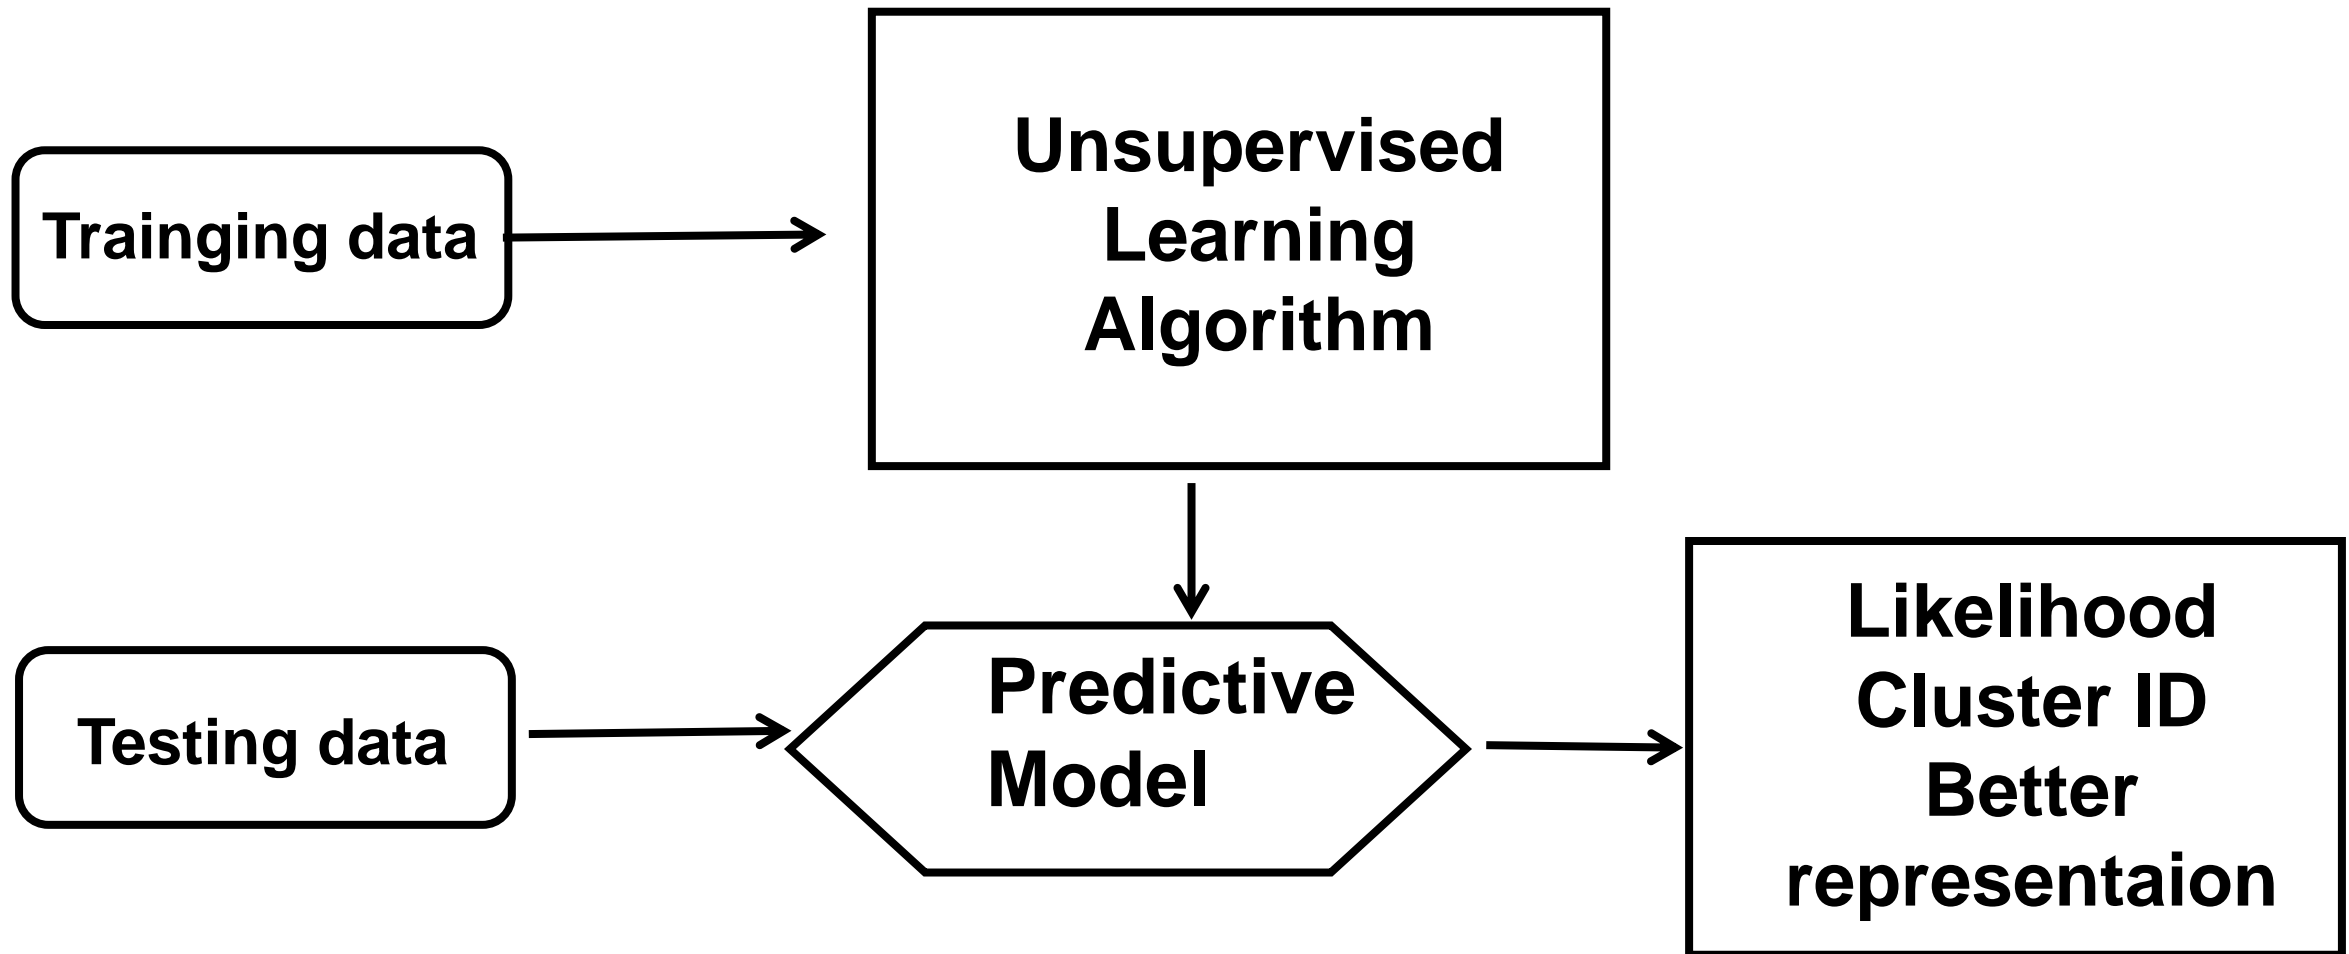 Trainging data
Unsupervised
Learning
Algorithm
Testing data
Predictive
Model
Likelihood
Cluster ID
Better
representaion